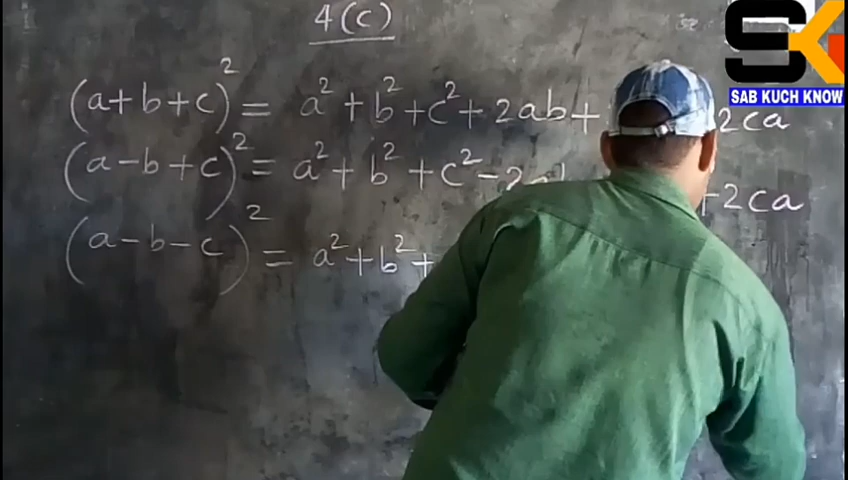 4(c)
(a+b+c)² = a² + b² + c² + 2ab + 2ca
(a-b+c)² = a² + b² + c² - 2 +2ca
(a-b-c)² = a² + b² +
SK
SAB KUCH KNOW